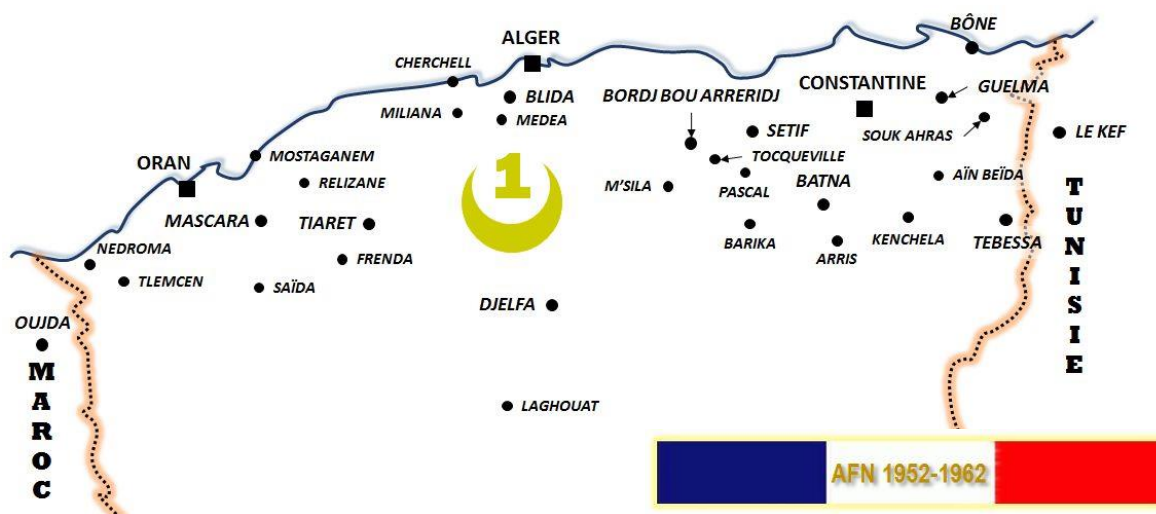 BÔNE
ALGER
CHERCHELL
CONSTANTINE
BLIDA
BORDJ BOU ARRERIDJ
GUELMA
MILIANA
MEDEA
SETIF
SOUK AHRAS
LE KEF
ORAN
MOSTAGANEM
TOCQUEVILLE
1
RELIZANE
M'SILA
PASCAL
BATNA
AÏN BEÏDA
MASCARA
TIARET
BARIKA
KENCHELA
TEBESSA
NEDROMA
FRENDA
ARRIS
TLEMCEN
SAÏDA
DJELFA
OUJDA
TUNISIE
MAROC
LAGHOUAT
AFN 1952-1962